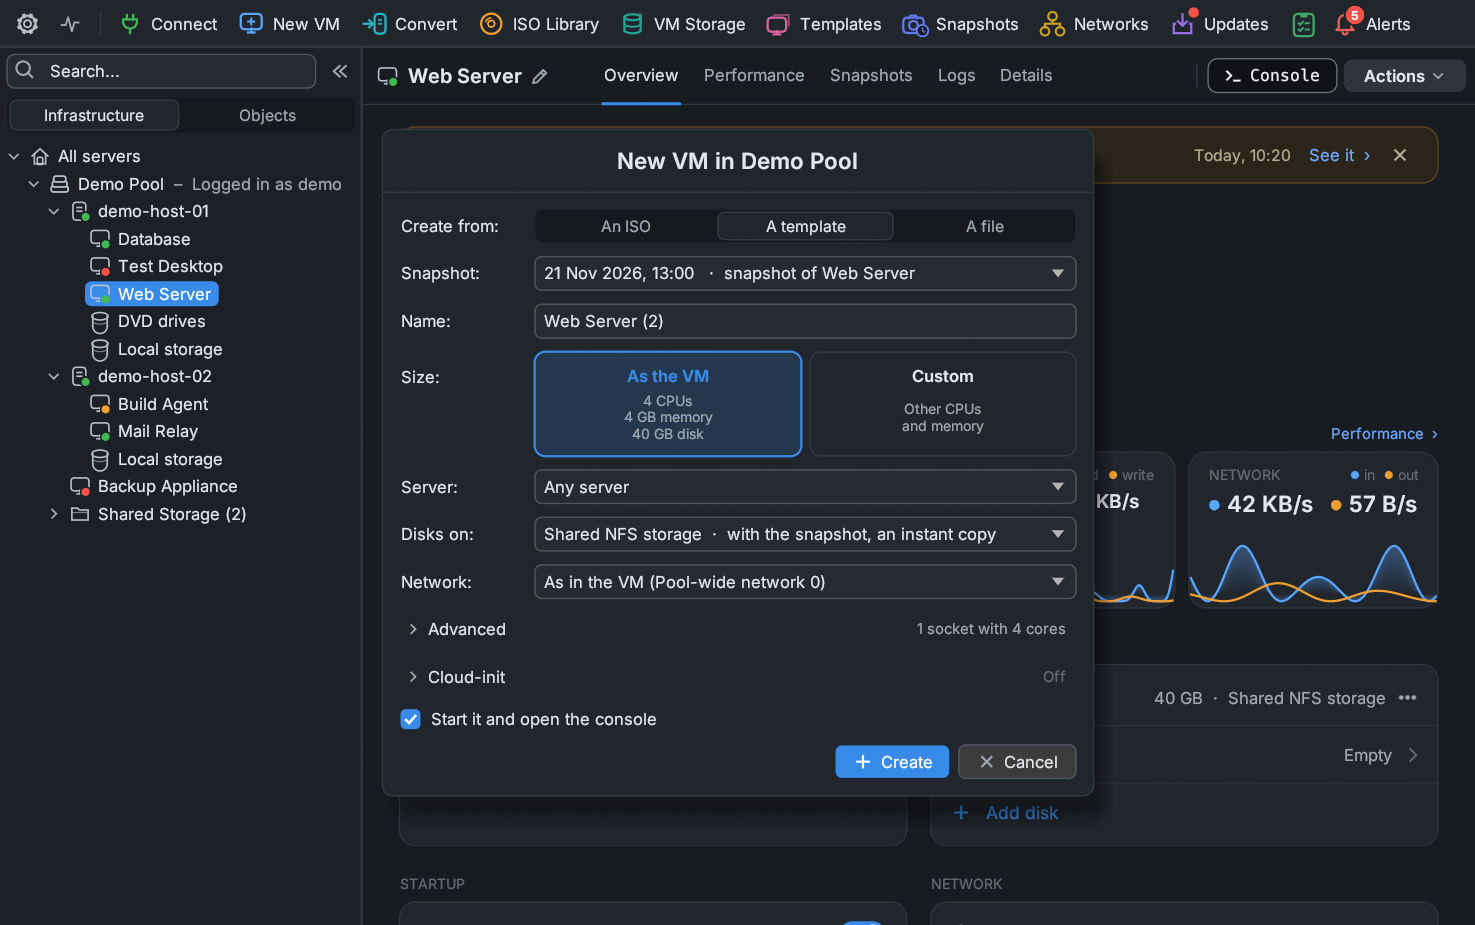 Connect
New VM
Convert
ISO Library
VM Storage
Templates
Snapshots
Networks
Updates
5
Alerts
Search...
Infrastructure
Objects
All servers
Demo Pool – Logged in as demo
demo-host-01
Database
Test Desktop
Web Server
DVD drives
Local storage
demo-host-02
Build Agent
Mail Relay
Local storage
Backup Appliance
Shared Storage (2)
Web Server
Overview
Performance
Snapshots
Logs
Details
>_ Console
Actions
Today, 10:20
See it ›
New VM in Demo Pool
Create from:
An ISO
A template
A file
Snapshot:
21 Nov 2026, 13:00 · snapshot of Web Server
Name:
Web Server (2)
Size:
As the VM
4 CPUs
4 GB memory
40 GB disk
Custom
Other CPUs
and memory
Server:
Any server
Disks on:
Shared NFS storage · with the snapshot, an instant copy
Network:
As in the VM (Pool-wide network 0)
Advanced
1 socket with 4 cores
Cloud-init
Off
Start it and open the console
+ Create
Cancel
Performance ›
write
KB/s
NETWORK
in
out
42 KB/s
57 B/s
40 GB · Shared NFS storage
Empty
+ Add disk
STARTUP
NETWORK